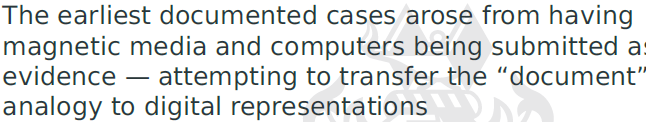 The earliest documented cases arose from having
magnetic media and computers being submitted as
evidence — attempting to transfer the “document”
analogy to digital representations